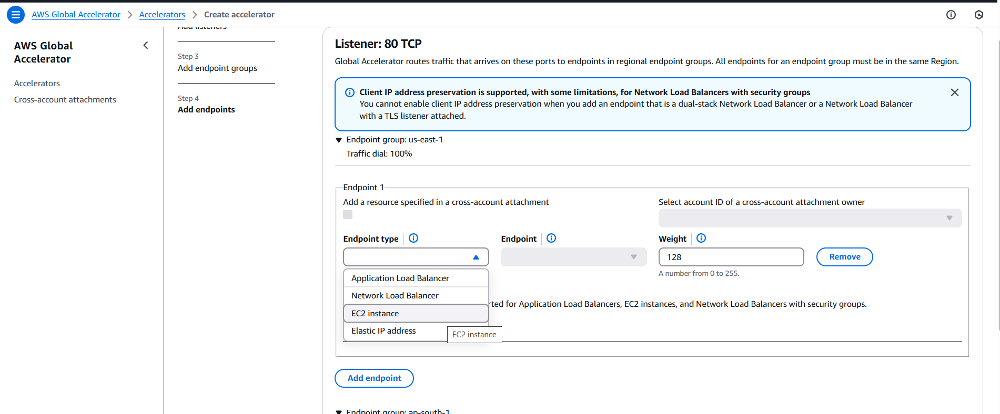 AWS Global Accelerator > Accelerators > Create accelerator
AWS Global
Accelerator
Accelerators
Cross-account attachments
Add listeners
Step 3
Add endpoint groups
Step 4
Add endpoints
Listener: 80 TCP
Global Accelerator routes traffic that arrives on these ports to endpoints in regional endpoint groups. All endpoints for an endpoint group must be in the same Region.
Client IP address preservation is supported, with some limitations, for Network Load Balancers with security groups
You cannot enable client IP address preservation when you add an endpoint that is a dual-stack Network Load Balancer or a Network Load Balancer
with a TLS listener attached.
Endpoint group: us-east-1
Traffic dial: 100%
Endpoint 1
Add a resource specified in a cross-account attachment
Select account ID of a cross-account attachment owner
Endpoint type
Endpoint
Weight
128
Remove
A number from 0 to 255.
Application Load Balancer
Network Load Balancer
EC2 instance
Elastic IP address
EC2 instance
for Application Load Balancers, EC2 instances, and Network Load Balancers with security groups.
Add endpoint
Endpoint group: ap-south-1